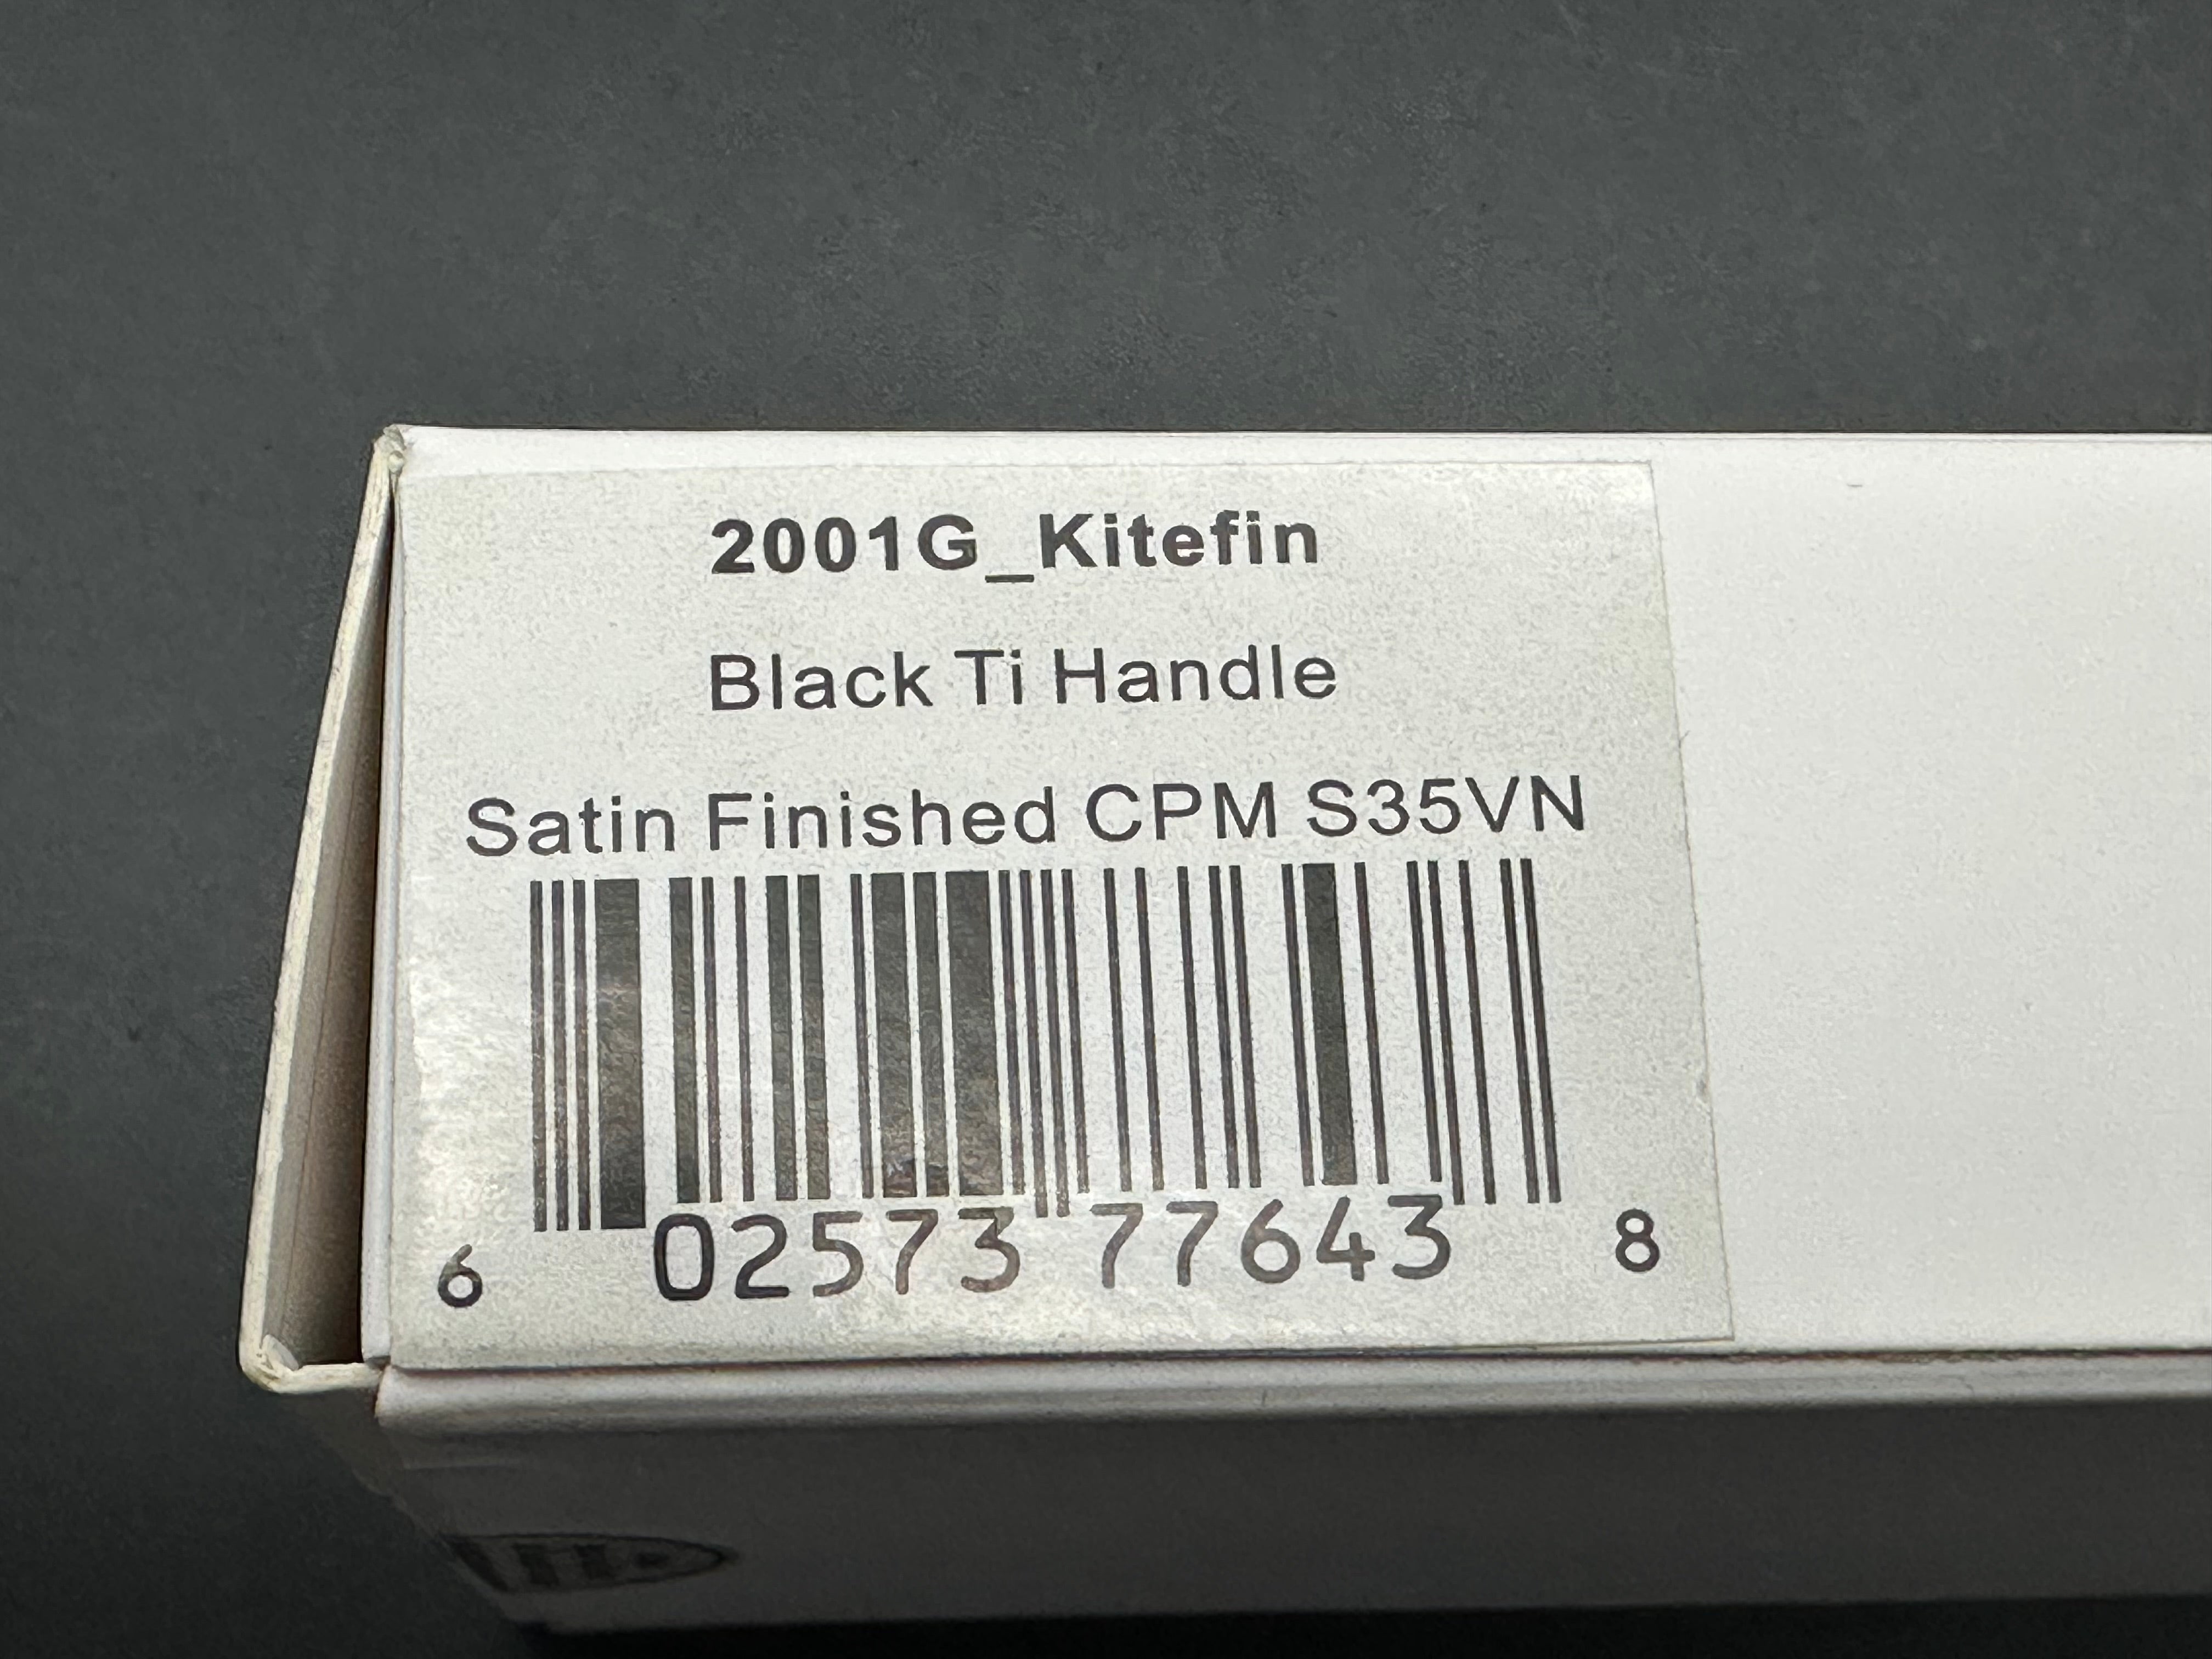 2001G_Kitefin
Black Ti Handle
Satin Finished CPM S35VN
6 02573 77643 8